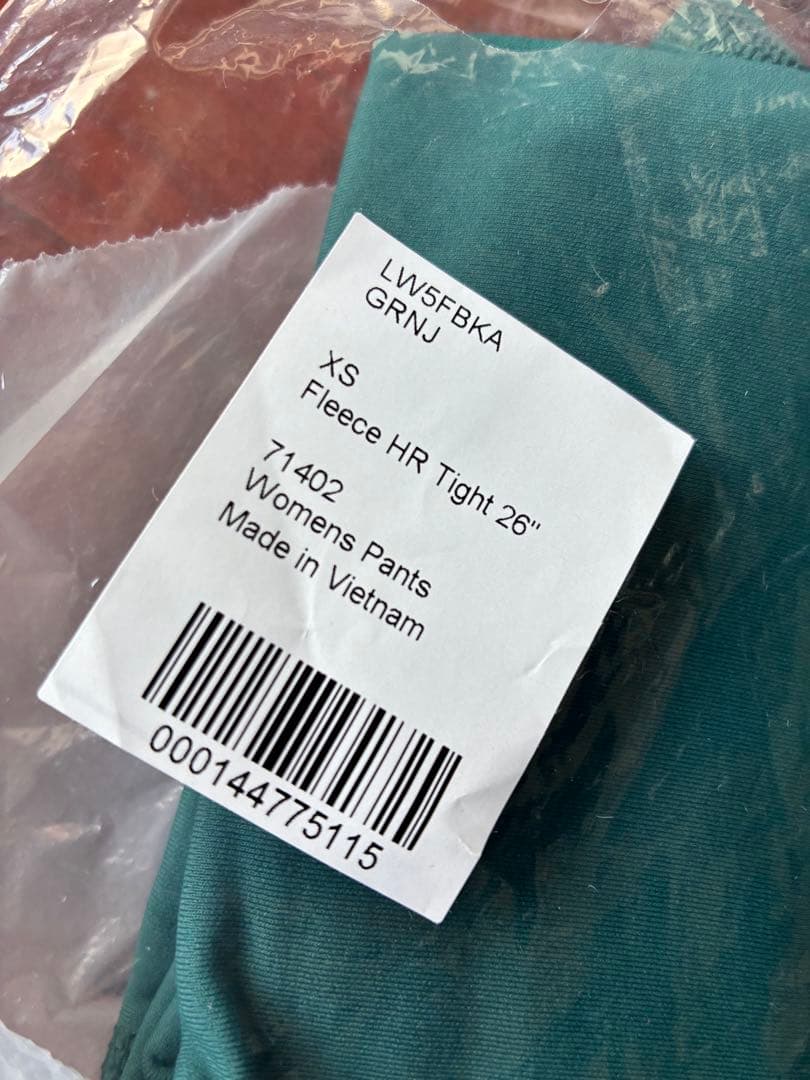 LW5FBKA
GRNJ
XS
Fleece HR Tight 26"
71402
Womens Pants
Made in Vietnam
000144775115